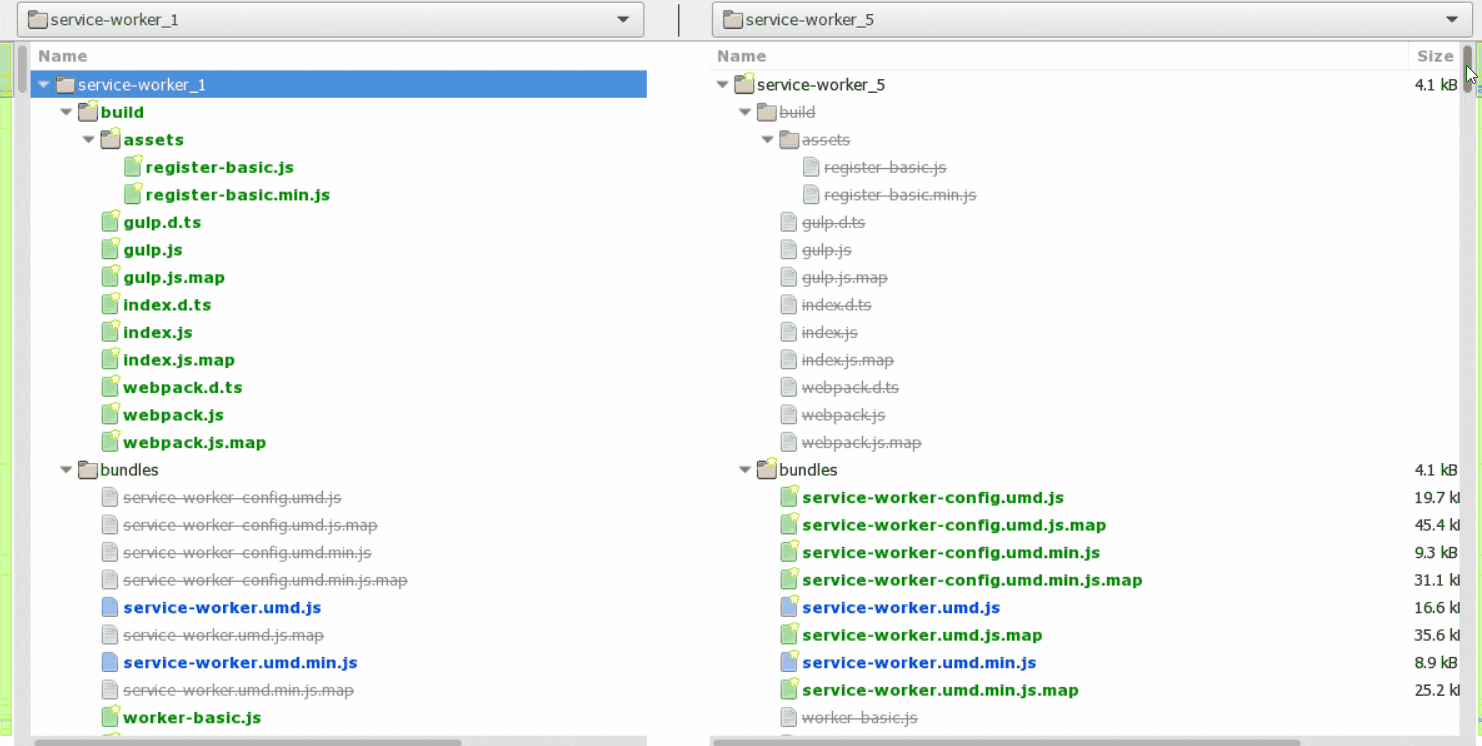 service-worker_1
service-worker_5
Name
Name Size
service-worker_1
service-worker_5 4.1 kB
build
build
assets
assets
register-basic.js
register-basic.js
register-basic.min.js
register-basic.min.js
gulp.d.ts
gulp.d.ts
gulp.js
gulp.js
gulp.js.map
gulp.js.map
index.d.ts
index.d.ts
index.js
index.js
index.js.map
index.js.map
webpack.d.ts
webpack.d.ts
webpack.js
webpack.js
webpack.js.map
webpack.js.map
bundles
bundles 4.1 kB
service-worker-config.umd.js
service-worker-config.umd.js 19.7 k
service-worker-config.umd.js.map
service-worker-config.umd.js.map 45.4 k
service-worker-config.umd.min.js
service-worker-config.umd.min.js 9.3 kB
service-worker-config.umd.min.js.map
service-worker-config.umd.min.js.map 31.1 k
service-worker.umd.js
service-worker.umd.js 16.6 k
service-worker.umd.js.map
service-worker.umd.js.map 35.6 k
service-worker.umd.min.js
service-worker.umd.min.js 8.9 kB
service-worker.umd.min.js.map
service-worker.umd.min.js.map 25.2 k
worker-basic.js
worker-basic.js